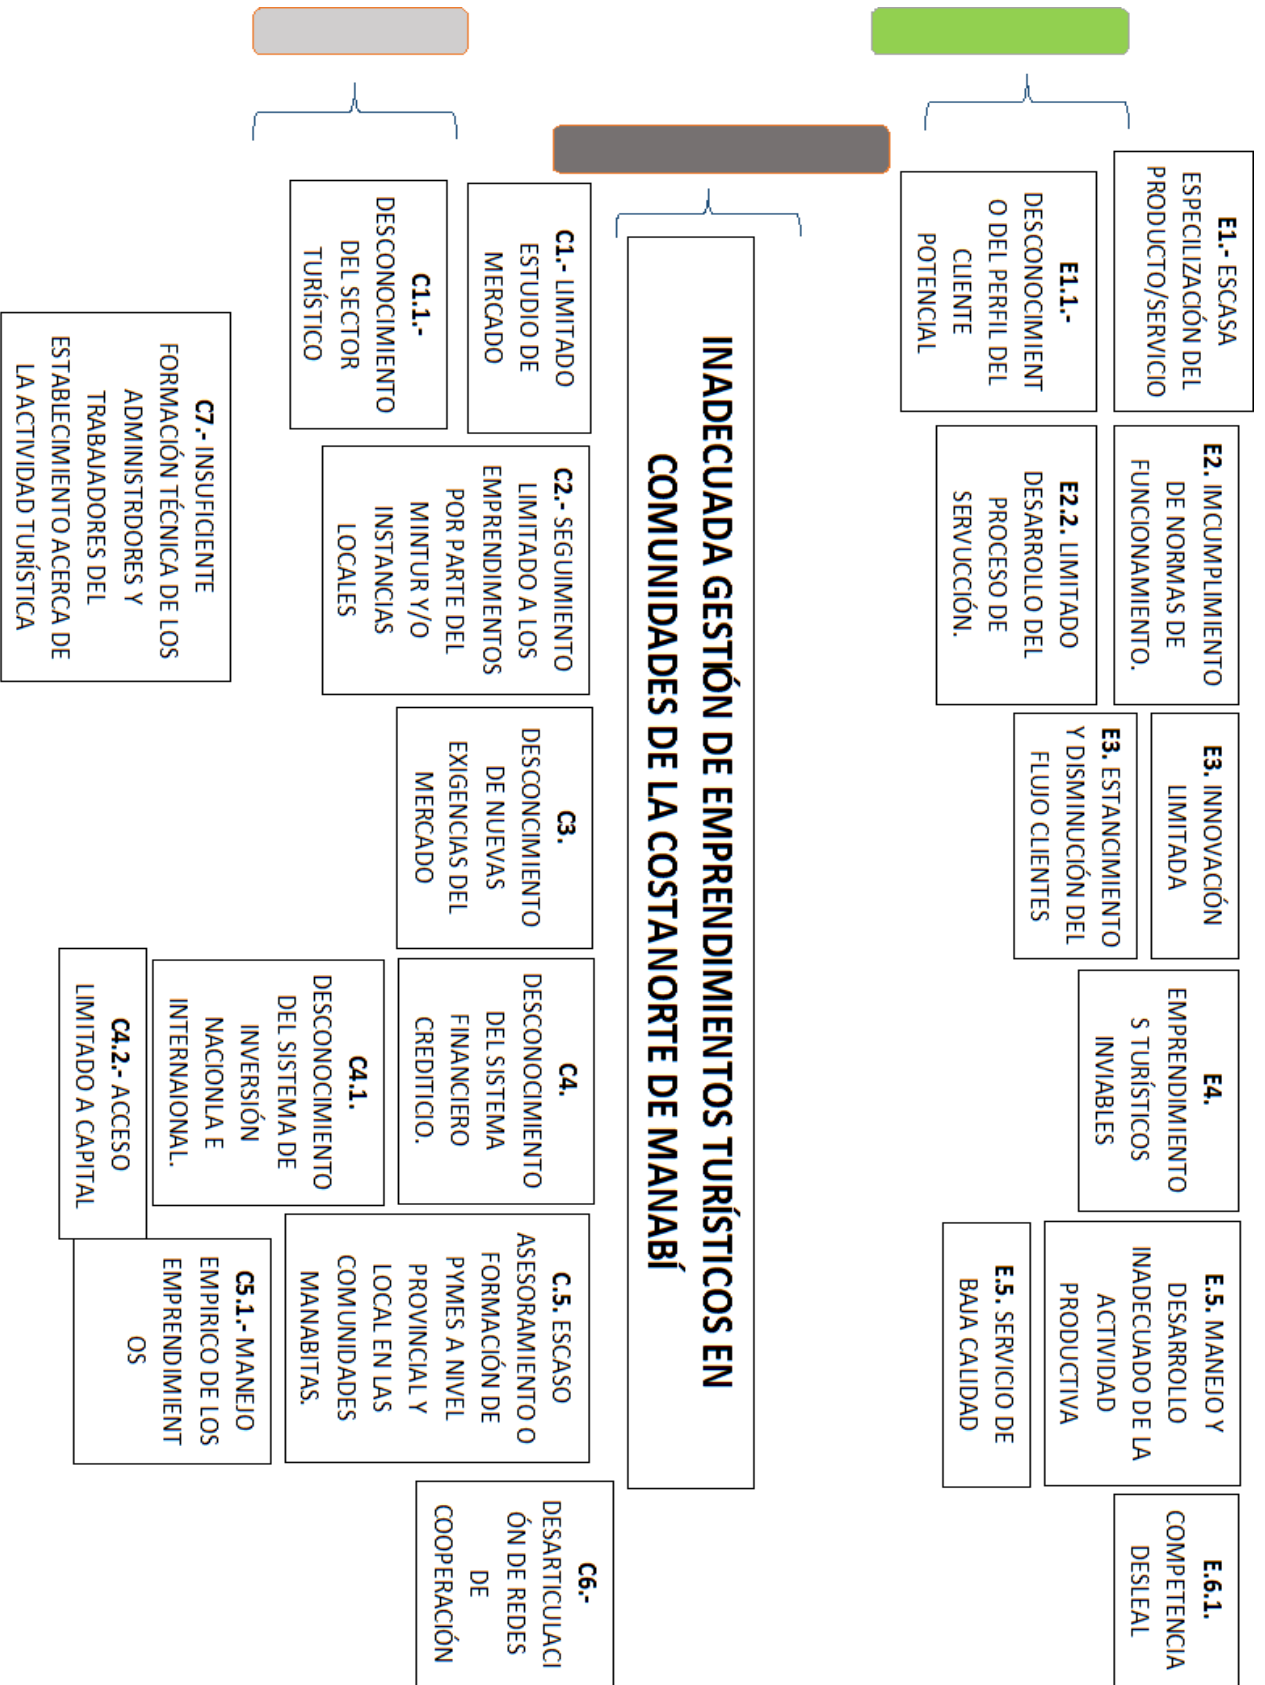 E1.- ESCASA
ESPECILIZACIÓN DEL
PRODUCTO/SERVICIO
E2. IMCUMPLIMIENTO
DE NORMAS DE
FUNCIONAMIENTO.
E3. INNOVACIÓN
LIMITADA
E4.
EMPRENDIMIENTO
S TURÍSTICOS
INVIABLES
E.5. MANEJO Y
DESARROLLO
INADECUADO DE LA
ACTIVIDAD
PRODUCTIVA
E.6.1.
COMPETENCIA
DESLEAL
E1.1.-
DESCONOCIMIENT
O DEL PERFIL DEL
CLIENTE
POTENCIAL
E2.2. LIMITADO
DESARROLLO DEL
PROCESO DE
SERVUCCIÓN.
E3. ESTANCIMIENTO
Y DISMINUCIÓN DEL
FLUJO CLIENTES
E.5. SERVICIO DE
BAJA CALIDAD
INADECUADA GESTIÓN DE EMPRENDIMIENTOS TURÍSTICOS EN
COMUNIDADES DE LA COSTA NORTE DE MANABÍ
C1.- LIMITADO
ESTUDIO DE
MERCADO
C2.- SEGUIMIENTO
LIMITADO A LOS
EMPRENDIMIENTOS
POR PARTE DEL
MINTUR Y/O
INSTANCIAS
LOCALES
C3.
DESCONCIMIENTO
DE NUEVAS
EXIGENCIAS DEL
MERCADO
C4.
DESCONOCIMIENTO
DEL SISTEMA
FINANCIERO
CREDITICIO.
C.5. ESCASO
ASESORAMIENTO O
FORMACIÓN DE
PYMES A NIVEL
PROVINCIAL Y
LOCAL EN LAS
COMUNIDADES
MANABITAS.
C6.-
DESARTICULACI
ÓN DE REDES
DE
COOPERACIÓN
C1.1.-
DESCONOCIMIENTO
DEL SECTOR
TURÍSTICO
C4.1.
DESCONOCIMIENTO
DEL SISTEMA DE
INVERSIÓN
NACIONLA E
INTERNAIONAL.
C5.1.- MANEJO
EMPIRICO DE LOS
EMPRENDIMIENT
OS
C7.- INSUFICIENTE
FORMACIÓN TÉCNICA DE LOS
ADMINISTRDORES Y
TRABAJADORES DEL
ESTABLECIMIENTO ACERCA DE
LA ACTIVIDAD TURÍSTICA
C4.2.- ACCESO
LIMITADO A CAPITAL